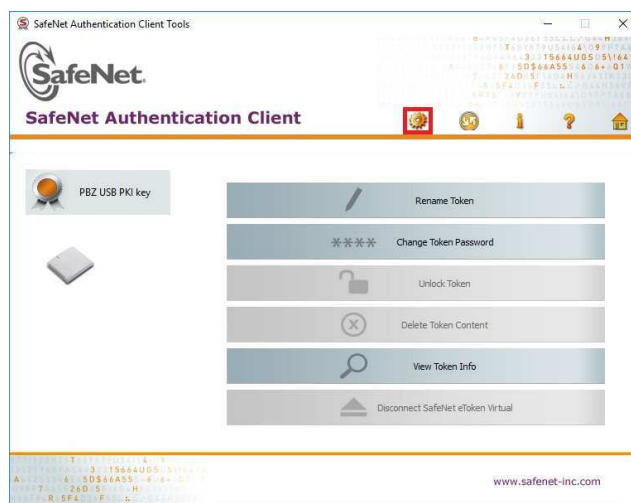 SafeNet Authentication Client Tools
SafeNet.
SafeNet Authentication Client
PBZ USB PKI key
Rename Token
**** Change Token Password
Unlock Token
Delete Token Content
View Token Info
Disconnect SafeNet eToken Virtual
www.safenet-inc.com